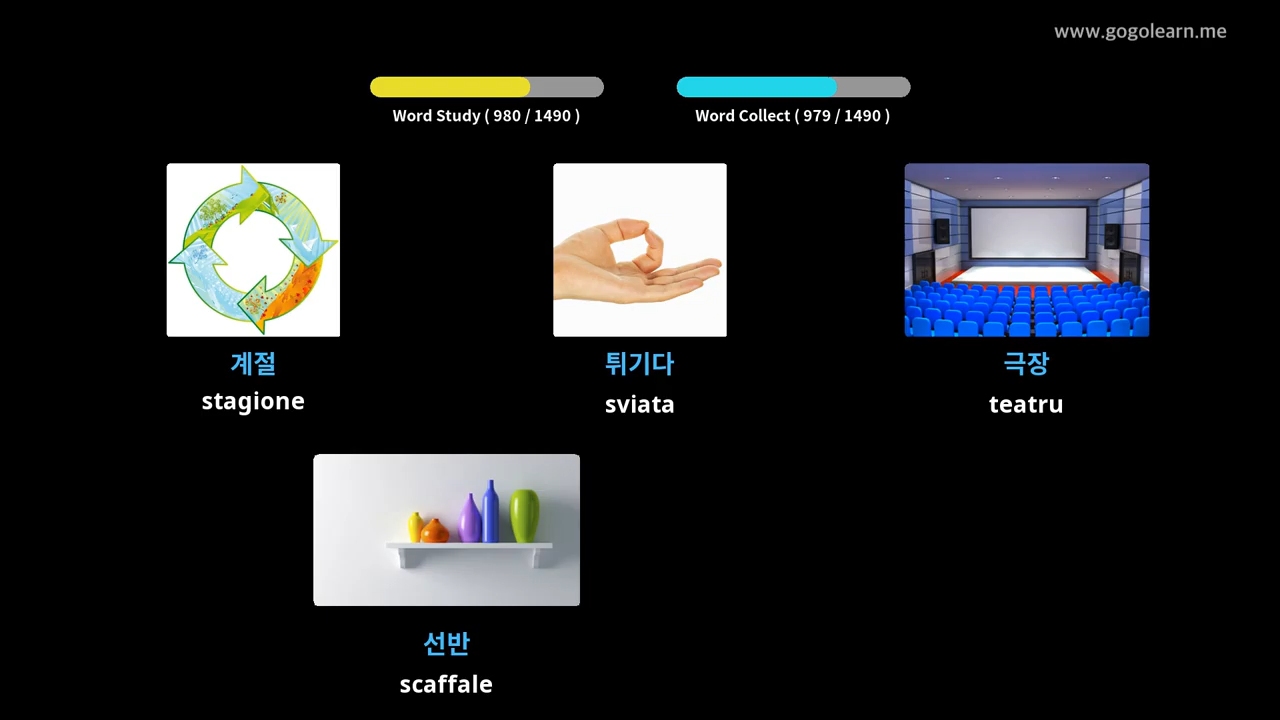 www.gogolearn.me
Word Study ( 980 / 1490 )
Word Collect ( 979 / 1490 )
계절
stagione
튀기다
sviata
극장
teatru
선반
scaffale